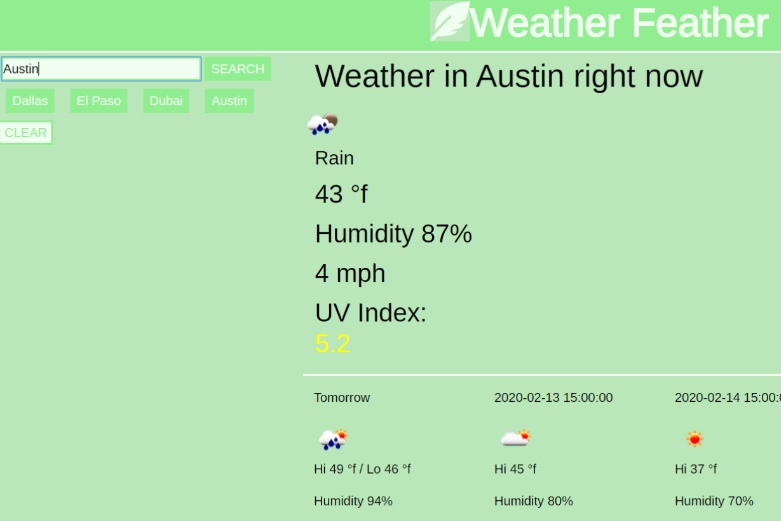 Weather Feather
Austin
SEARCH
Dallas
El Paso
Dubai
Austin
CLEAR
Weather in Austin right now
Rain
43 °f
Humidity 87%
4 mph
UV Index:
5.2
Tomorrow
2020-02-13 15:00:00
2020-02-14 15:00:
Hi 49 °f / Lo 46 °f
Hi 45 °f
Hi 37 °f
Humidity 94%
Humidity 80%
Humidity 70%